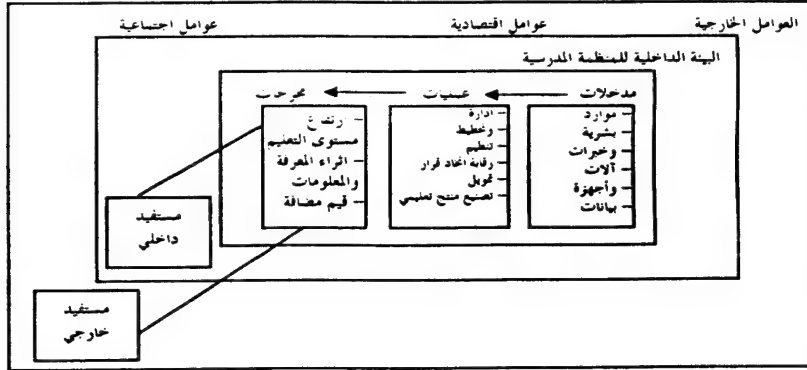 العوامل الخارجية عوامل اقتصادية عوامل اجتماعية
البيئة الداخلية للمنظمة المدرسية
مدخلات عمليات مخرجات
موارد
بشرية
وخبرات
آلات
وأجهزة
بيانات
ادارة
وتخطيط
تنظيم
رقابة اتخاذ قرار
تمويل
تصنيع منتج تعليمي
ارتفاع
مستوى التعليم
اثراء المعرفة
والمعلومات
قيم مضافة
مستفيد
داخلي
مستفيد
خارجي